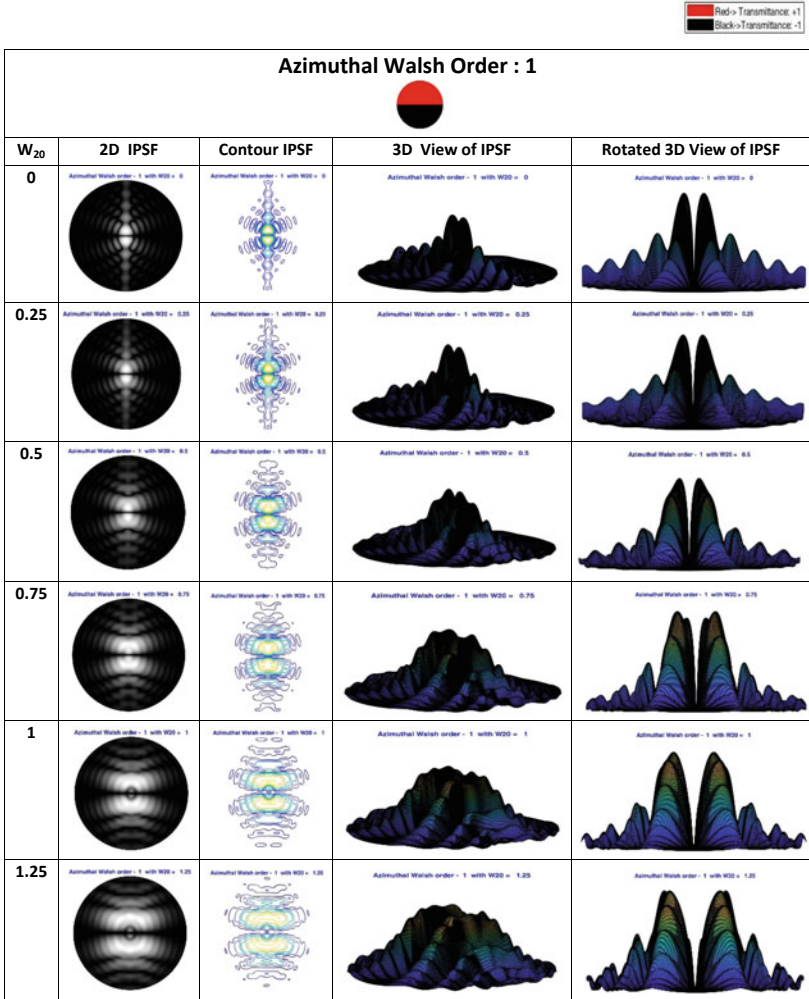 Red-> Transmittance: +1
Black->Transmittance: -1
Azimuthal Walsh Order : 1
W₂₀ 2D IPSF Contour IPSF 3D View of IPSF Rotated 3D View of IPSF
0
Azimuthal Walsh order - 1 with W20 = 0 Azimuthal Walsh order - 1 with W20 = 0 Azimuthal Walsh Order - 1 with W20 = 0 Azimuthal Walsh order - 1 with W20 = 0
0.25
Azimuthal Walsh order - 1 with W20 = 0.25 Azimuthal Walsh order - 1 with W20 = 0.25 Azimuthal Walsh Order - 1 with W20 = 0.25 Azimuthal Walsh order - 1 with W20 = 0.25
0.5
Azimuthal Walsh order - 1 with W20 = 0.5 Azimuthal Walsh order - 1 with W20 = 0.5 Azimuthal Walsh Order - 1 with W20 = 0.5 Azimuthal Walsh order - 1 with W20 = 0.5
0.75
Azimuthal Walsh order - 1 with W20 = 0.75 Azimuthal Walsh order - 1 with W20 = 0.75 Azimuthal Walsh Order - 1 with W20 = 0.75 Azimuthal Walsh order - 1 with W20 = 0.75
1
Azimuthal Walsh order - 1 with W20 = 1 Azimuthal Walsh order - 1 with W20 = 1 Azimuthal Walsh Order - 1 with W20 = 1 Azimuthal Walsh order - 1 with W20 = 1
1.25
Azimuthal Walsh order - 1 with W20 = 1.25 Azimuthal Walsh order - 1 with W20 = 1.25 Azimuthal Walsh Order - 1 with W20 = 1.25 Azimuthal Walsh order - 1 with W20 = 1.25